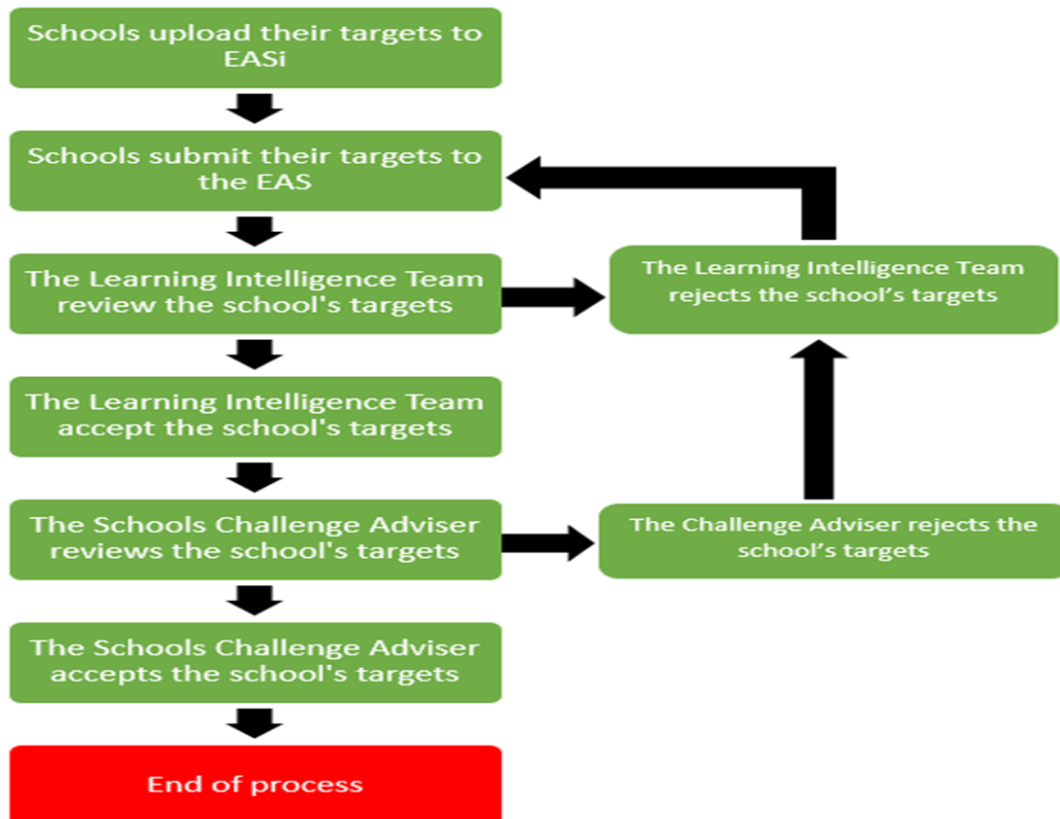 Schools upload their targets to
EASi
Schools submit their targets to
the EAS
The Learning Intelligence Team
review the school's targets
The Learning Intelligence Team
rejects the school’s targets
The Learning Intelligence Team
accept the school's targets
The Schools Challenge Adviser
reviews the school's targets
The Challenge Adviser rejects the
school’s targets
The Schools Challenge Adviser
accepts the school's targets
End of process